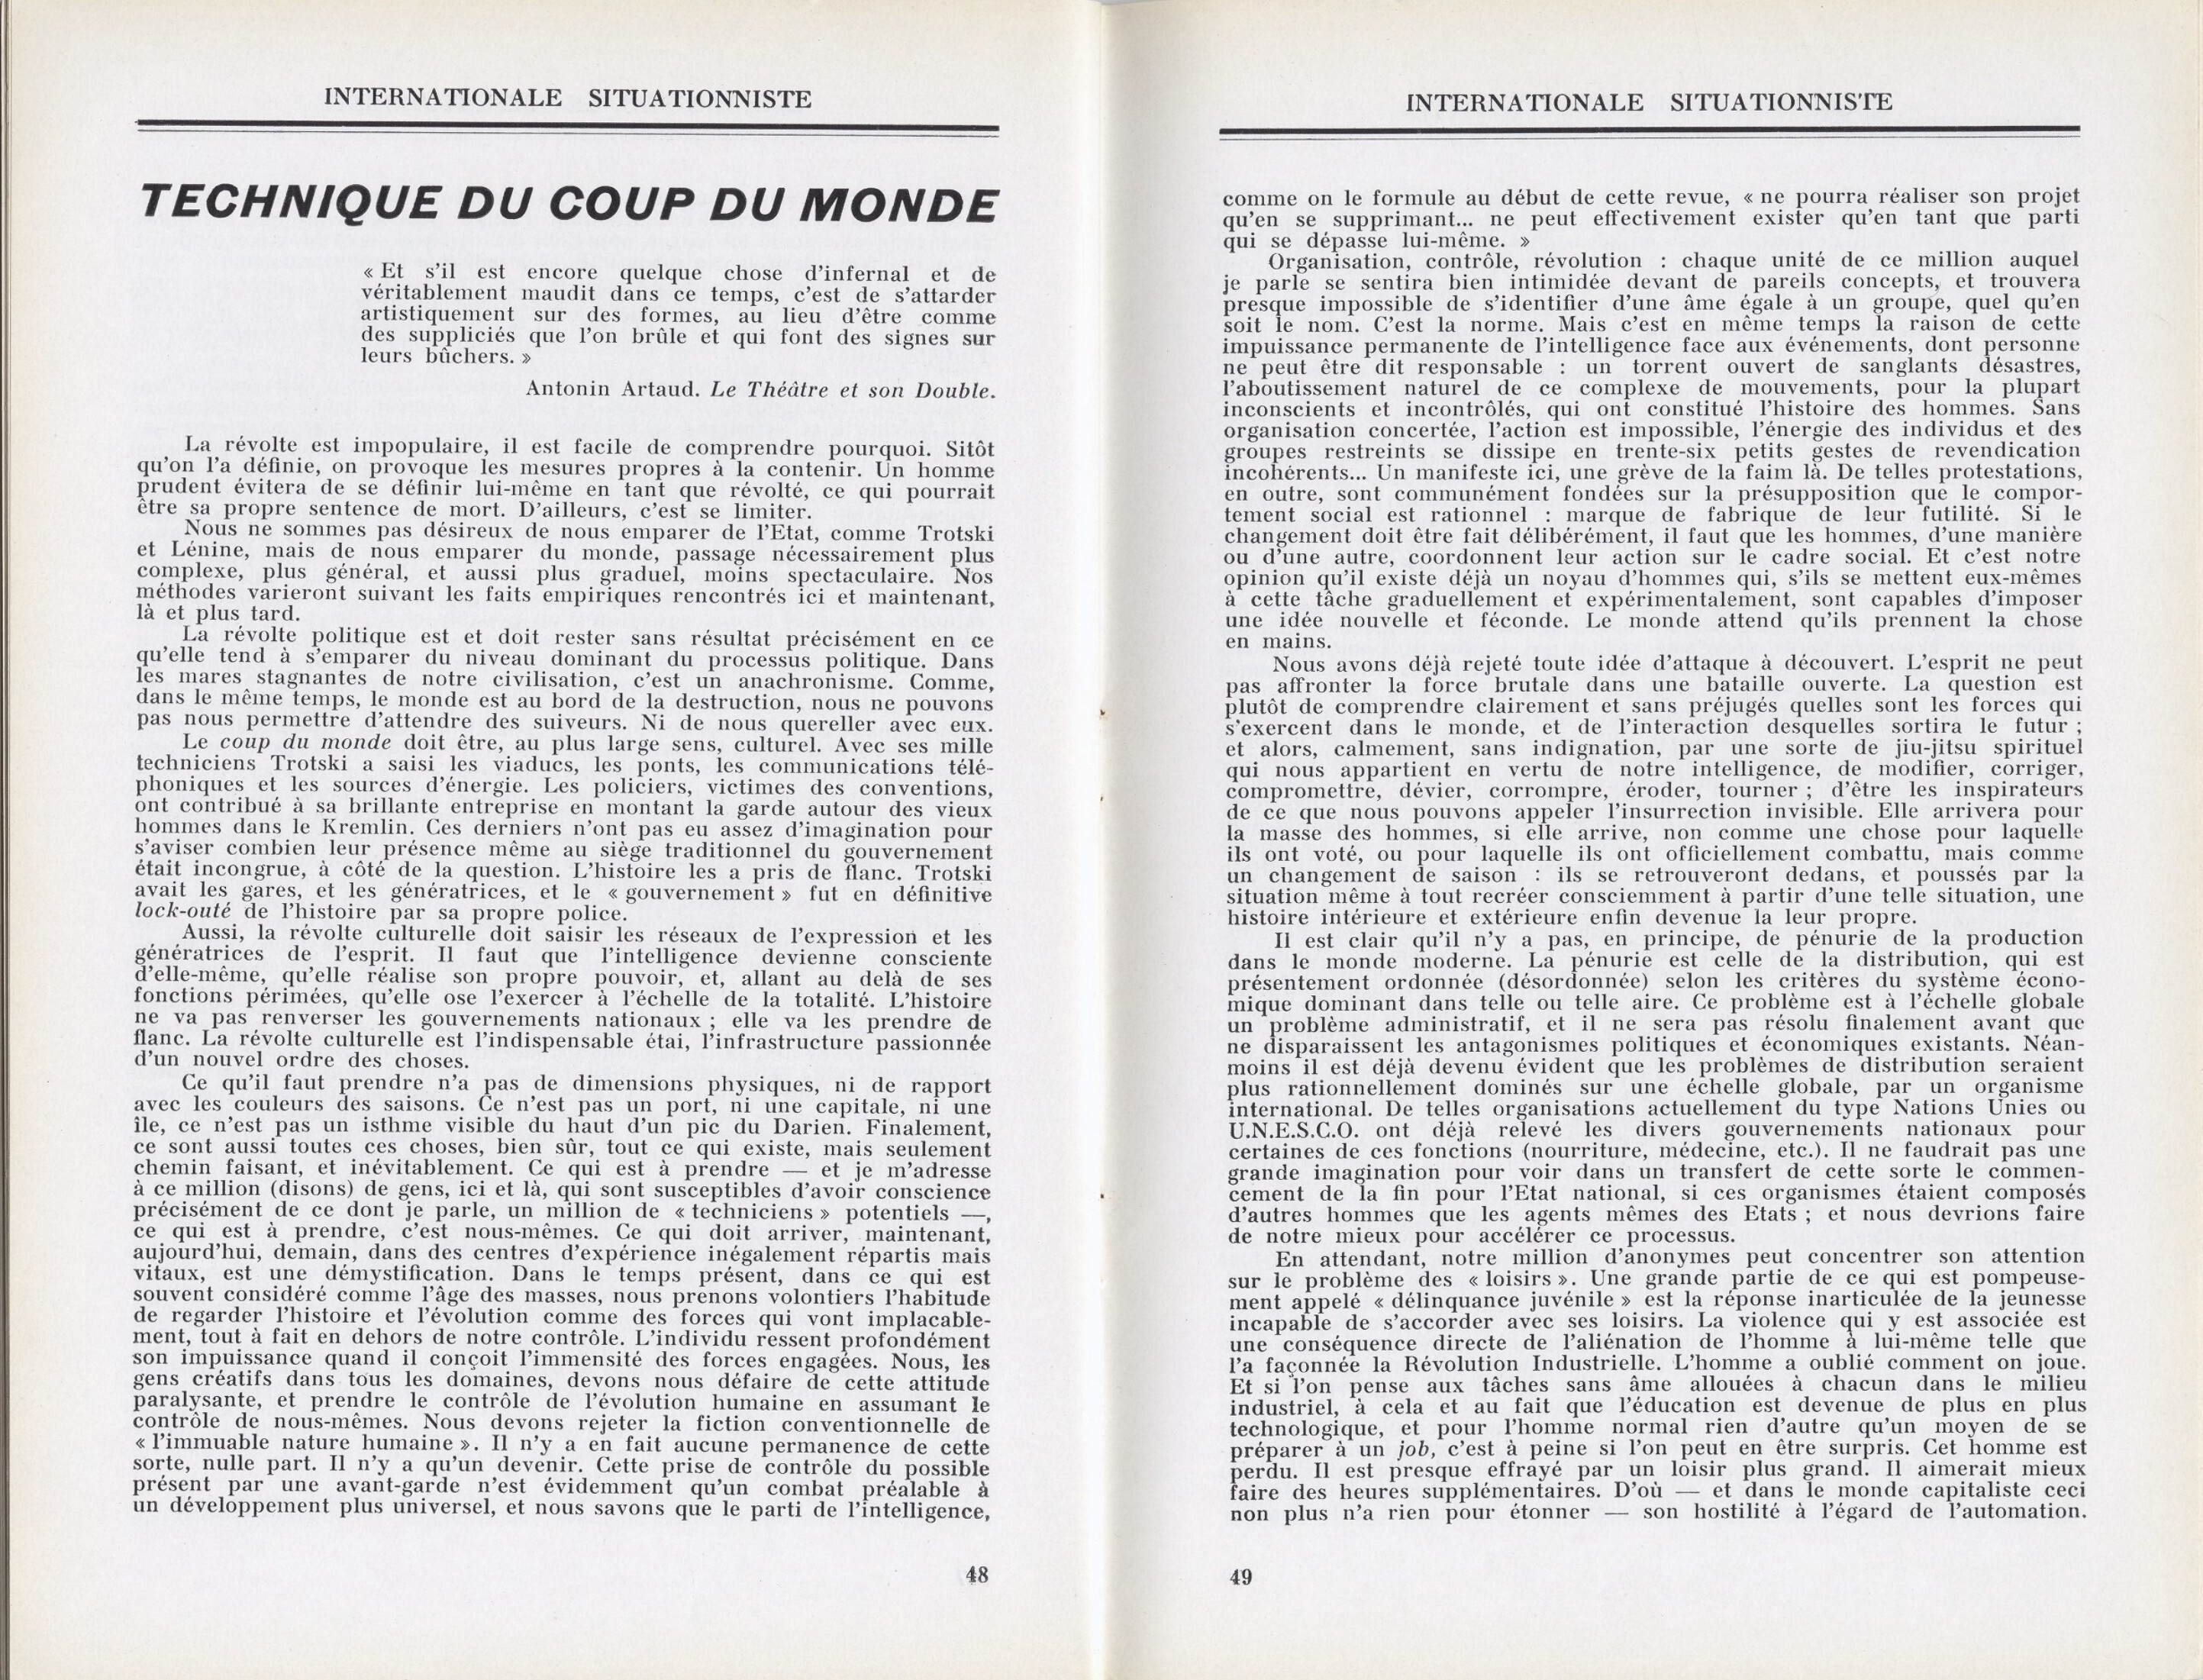 INTERNATIONALE SITUATIONNISTE
TECHNIQUE DU COUP DU MONDE
« Et s'il est encore quelque chose d'infernal et de
véritablement maudit dans ce temps, c'est de s'attarder
artistiquement sur des formes, au lieu d'être comme
des suppliciés que l'on brûle et qui font des signes sur
leurs bûchers. »
Antonin Artaud. Le Théâtre et son Double.
La révolte est impopulaire, il est facile de comprendre pourquoi. Sitôt
qu'on l'a définie, on provoque les mesures propres à la contenir. Un homme
prudent évitera de se définir lui-même en tant que révolté, ce qui pourrait
être sa propre sentence de mort. D'ailleurs, c'est se limiter.
Nous ne sommes pas désireux de nous emparer de l'Etat, comme Trotski
et Lénine, mais de nous emparer du monde, passage nécessairement plus
complexe, plus général, et aussi plus graduel, moins spectaculaire. Nos
méthodes varieront suivant les faits empiriques rencontrés ici et maintenant,
là et plus tard.
La révolte politique est et doit rester sans résultat précisément en ce
qu'elle tend à s'emparer du niveau dominant du processus politique. Dans
les mares stagnantes de notre civilisation, c'est un anachronisme. Comme,
dans le même temps, le monde est au bord de la destruction, nous ne pouvons
pas nous permettre d'attendre des suiveurs. Ni de nous quereller avec eux.
Le coup du monde doit être, au plus large sens, culturel. Avec ses mille
techniciens Trotski a saisi les viaducs, les ponts, les communications télé-
phoniques et les sources d'énergie. Les policiers, victimes des conventions,
ont contribué à sa brillante entreprise en montant la garde autour des vieux
hommes dans le Kremlin. Ces derniers n'ont pas eu assez d'imagination pour
s'aviser combien leur présence même au siège traditionnel du gouvernement
était incongrue, à côté de la question. L'histoire les a pris de flanc. Trotski
avait les gares, et les génératrices, et le « gouvernement » fut en définitive
lock-outé de l'histoire par sa propre police.
Aussi, la révolte culturelle doit saisir les réseaux de l'expression et les
génératrices de l'esprit. Il faut que l'intelligence devienne consciente
d'elle-même, qu'elle réalise son propre pouvoir, et, allant au delà de ses
fonctions périmées, qu'elle ose l'exercer à l'échelle de la totalité. L'histoire
ne va pas renverser les gouvernements nationaux ; elle va les prendre de
flanc. La révolte culturelle est l'indispensable étai, l'infrastructure passionnée
d'un nouvel ordre des choses.
Ce qu'il faut prendre n'a pas de dimensions physiques, ni de rapport
avec les couleurs des saisons. Ce n'est pas un port, ni une capitale, ni une
île, ce n'est pas un isthme visible du haut d'un pic du Darien. Finalement,
ce sont aussi toutes ces choses, bien sûr, tout ce qui existe, mais seulement
chemin faisant, et inévitablement. Ce qui est à prendre — et je m'adresse
à ce million (disons) de gens, ici et là, qui sont susceptibles d'avoir conscience
précisément de ce dont je parle, un million de « techniciens » potentiels —,
ce qui est à prendre, c'est nous-mêmes. Ce qui doit arriver, maintenant,
aujourd'hui, demain, dans des centres d'expérience inégalement répartis mais
vitaux, est une démystification. Dans le temps présent, dans ce qui est
souvent considéré comme l'âge des masses, nous prenons volontiers l'habitude
de regarder l'histoire et l'évolution comme des forces qui vont implacable-
ment, tout à fait en dehors de notre contrôle. L'individu ressent profondément
son impuissance quand il conçoit l'immensité des forces engagées. Nous, les
gens créatifs dans tous les domaines, devons nous défaire de cette attitude
paralysante, et prendre le contrôle de l'évolution humaine en assumant le
contrôle de nous-mêmes. Nous devons rejeter la fiction conventionnelle de
« l'immuable nature humaine ». Il n'y a en fait aucune permanence de cette
sorte, nulle part. Il n'y a qu'un devenir. Cette prise de contrôle du possible
présent par une avant-garde n'est évidemment qu'un combat préalable à
un développement plus universel, et nous savons que le parti de l'intelligence,
48
INTERNATIONALE SITUATIONNISTE
comme on le formule au début de cette revue, « ne pourra réaliser son projet
qu'en se supprimant... ne peut effectivement exister qu'en tant que parti
qui se dépasse lui-même. »
Organisation, contrôle, révolution : chaque unité de ce million auquel
je parle se sentira bien intimidée devant de pareils concepts, et trouvera
presque impossible de s'identifier d'une âme égale à un groupe, quel qu'en
soit le nom. C'est la norme. Mais c'est en même temps la raison de cette
impuissance permanente de l'intelligence face aux événements, dont personne
ne peut être dit responsable : un torrent ouvert de sanglants désastres,
l'aboutissement naturel de ce complexe de mouvements, pour la plupart
inconscients et incontrôlés, qui ont constitué l'histoire des hommes. Sans
organisation concertée, l'action est impossible, l'énergie des individus et des
groupes restreints se dissipe en trente-six petits gestes de revendication
incohérents... Un manifeste ici, une grève de la faim là. De telles protestations,
en outre, sont communément fondées sur la présupposition que le compor-
tement social est rationnel : marque de fabrique de leur futilité. Si le
changement doit être fait délibérément, il faut que les hommes, d'une manière
ou d'une autre, coordonnent leur action sur le cadre social. Et c'est notre
opinion qu'il existe déjà un noyau d'hommes qui, s'ils se mettent eux-mêmes
à cette tâche graduellement et expérimentalement, sont capables d'imposer
une idée nouvelle et féconde. Le monde attend qu'ils prennent la chose
en mains.
Nous avons déjà rejeté toute idée d'attaque à découvert. L'esprit ne peut
pas affronter la force brutale dans une bataille ouverte. La question est
plutôt de comprendre clairement et sans préjugés quelles sont les forces qui
s'exercent dans le monde, et de l'interaction desquelles sortira le futur ;
et alors, calmement, sans indignation, par une sorte de jiu-jitsu spirituel
qui nous appartient en vertu de notre intelligence, de modifier, corriger,
compromettre, dévier, corrompre, éroder, tourner ; d'être les inspirateurs
de ce que nous pouvons appeler l'insurrection invisible. Elle arrivera pour
la masse des hommes, si elle arrive, non comme une chose pour laquelle
ils ont voté, ou pour laquelle ils ont officiellement combattu, mais comme
un changement de saison : ils se retrouveront dedans, et poussés par la
situation même à tout recréer consciemment à partir d'une telle situation, une
histoire intérieure et extérieure enfin devenue la leur propre.
Il est clair qu'il n'y a pas, en principe, de pénurie de la production
dans le monde moderne. La pénurie est celle de la distribution, qui est
présentement ordonnée (désordonnée) selon les critères du système écono-
mique dominant dans telle ou telle aire. Ce problème est à l'échelle globale
un problème administratif, et il ne sera pas résolu finalement avant que
ne disparaissent les antagonismes politiques et économiques existants. Néan-
moins il est déjà devenu évident que les problèmes de distribution seraient
plus rationnellement dominés sur une échelle globale, par un organisme
international. De telles organisations actuellement du type Nations Unies ou
U.N.E.S.C.O. ont déjà relevé les divers gouvernements nationaux pour
certaines de ces fonctions (nourriture, médecine, etc.). Il ne faudrait pas une
grande imagination pour voir dans un transfert de cette sorte le commen-
cement de la fin pour l'Etat national, si ces organismes étaient composés
d'autres hommes que les agents mêmes des Etats ; et nous devrions faire
de notre mieux pour accélérer ce processus.
En attendant, notre million d'anonymes peut concentrer son attention
sur le problème des « loisirs ». Une grande partie de ce qui est pompeuse-
ment appelé « délinquance juvénile » est la réponse inarticulée de la jeunesse
incapable de s'accorder avec ses loisirs. La violence qui y est associée est
une conséquence directe de l'aliénation de l'homme à lui-même telle que
l'a façonnée la Révolution Industrielle. L'homme a oublié comment on joue.
Et si l'on pense aux tâches sans âme allouées à chacun dans le milieu
industriel, à cela et au fait que l'éducation est devenue de plus en plus
technologique, et pour l'homme normal rien d'autre qu'un moyen de se
préparer à un job, c'est à peine si l'on peut en être surpris. Cet homme est
perdu. Il est presque effrayé par un loisir plus grand. Il aimerait mieux
faire des heures supplémentaires. D'où — et dans le monde capitaliste ceci
non plus n'a rien pour étonner — son hostilité à l'égard de l'automation.
49